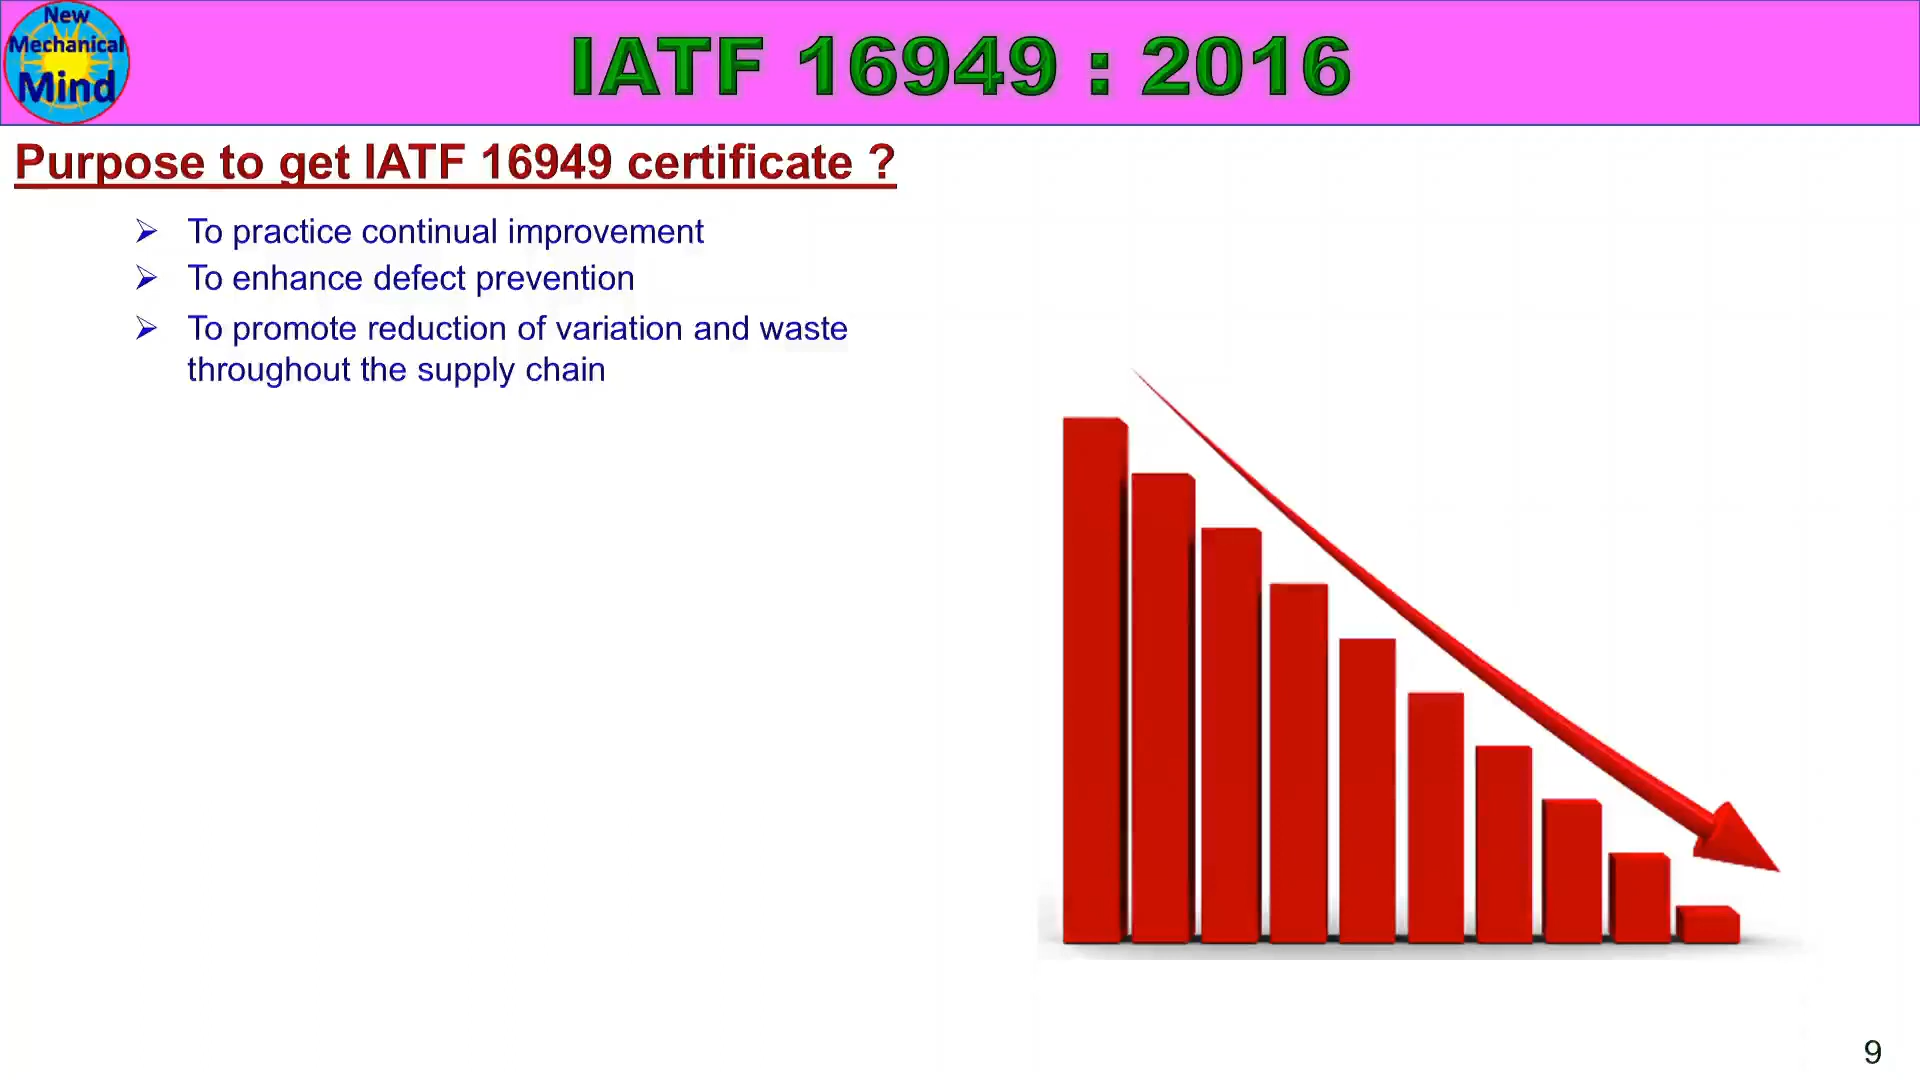 New
Mechanical
Mind
IATF 16949 : 2016
Purpose to get IATF 16949 certificate ?
➢ To practice continual improvement
➢ To enhance defect prevention
➢ To promote reduction of variation and waste
throughout the supply chain
9